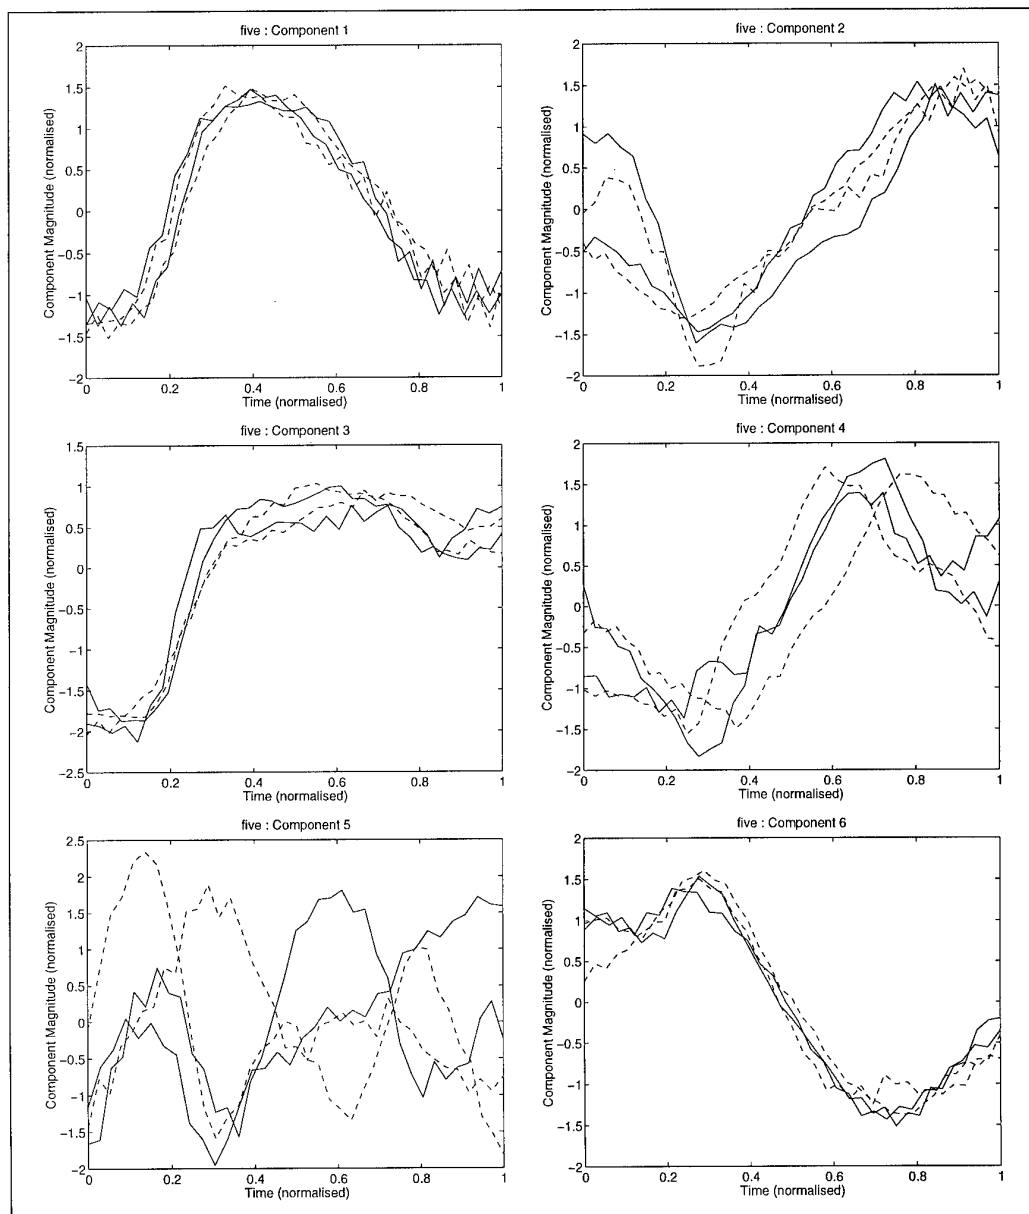 five : Component 1
Component Magnitude (normalised)
2
1.5
1
0.5
0
−0.5
−1
−1.5
−2
0 0.2 0.4 0.6 0.8 1
Time (normalised)
five : Component 2
Component Magnitude (normalised)
2
1.5
1
0.5
0
−0.5
−1
−1.5
−2
0 0.2 0.4 0.6 0.8 1
Time (normalised)
five : Component 3
Component Magnitude (normalised)
1.5
1
0.5
0
−0.5
−1
−1.5
−2
−2.5
0 0.2 0.4 0.6 0.8 1
Time (normalised)
five : Component 4
Component Magnitude (normalised)
2
1.5
1
0.5
0
−0.5
−1
−1.5
−2
0 0.2 0.4 0.6 0.8 1
Time (normalised)
five : Component 5
Component Magnitude (normalised)
2.5
2
1.5
1
0.5
0
−0.5
−1
−1.5
−2
0 0.2 0.4 0.6 0.8 1
Time (normalised)
five : Component 6
Component Magnitude (normalised)
2
1.5
1
0.5
0
−0.5
−1
−1.5
−2
0 0.2 0.4 0.6 0.8 1
Time (normalised)